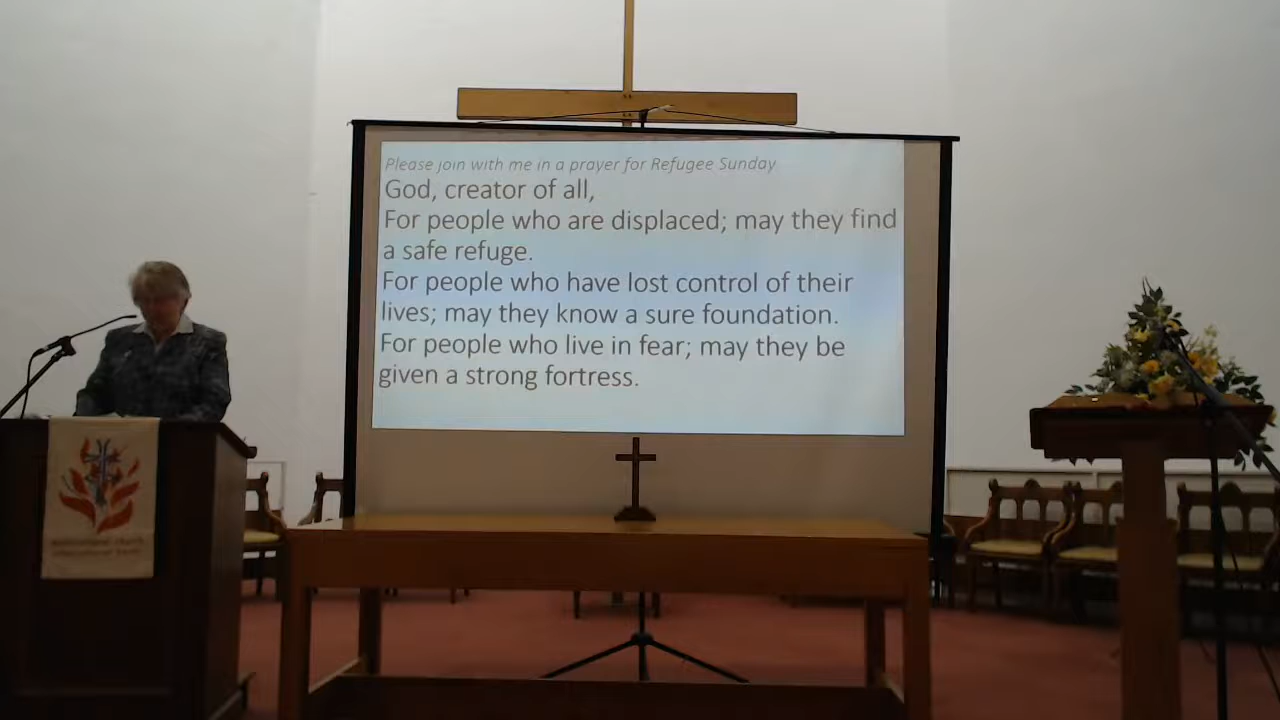 Please join with me in a prayer for Refugee Sunday
God, creator of all,
For people who are displaced; may they find
a safe refuge.
For people who have lost control of their
lives; may they know a sure foundation.
For people who live in fear; may they be
given a strong fortress.